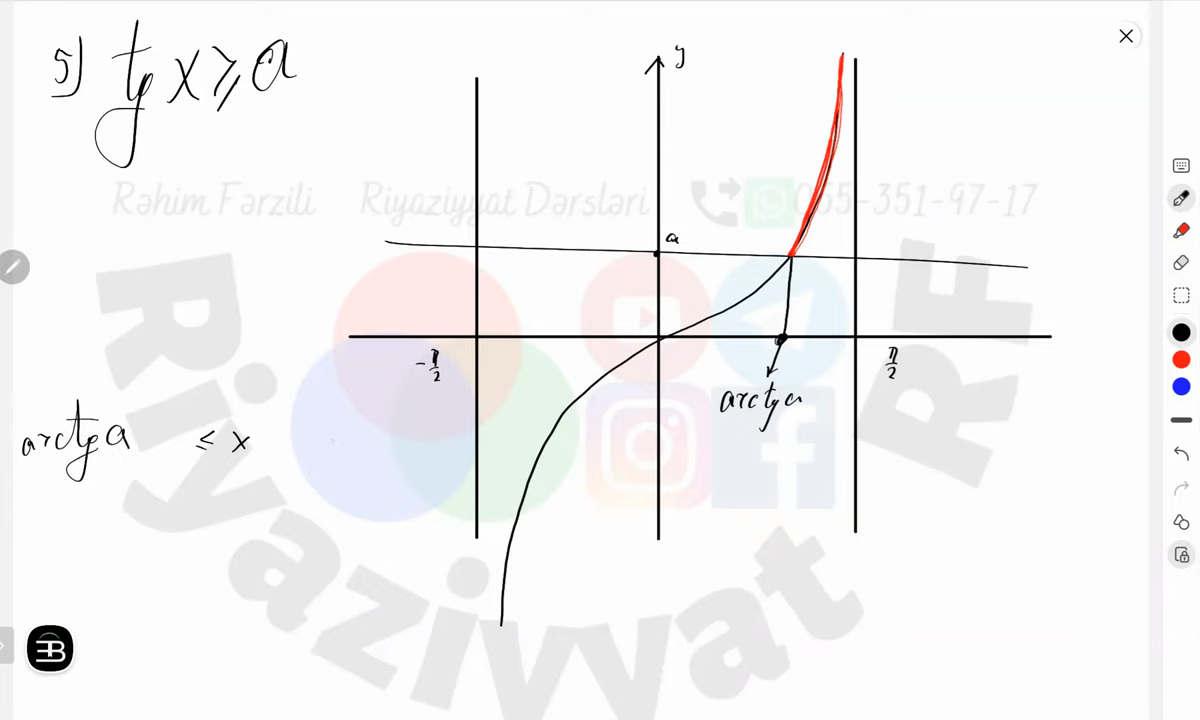 5) tg x ⩾ a
y
Rəhim Fərzili Riyaziyyat Dərsləri 055-351-97-17
a
RF
-π/2
π/2
arctg a
arctg a ≤ x
Riyaziyyat